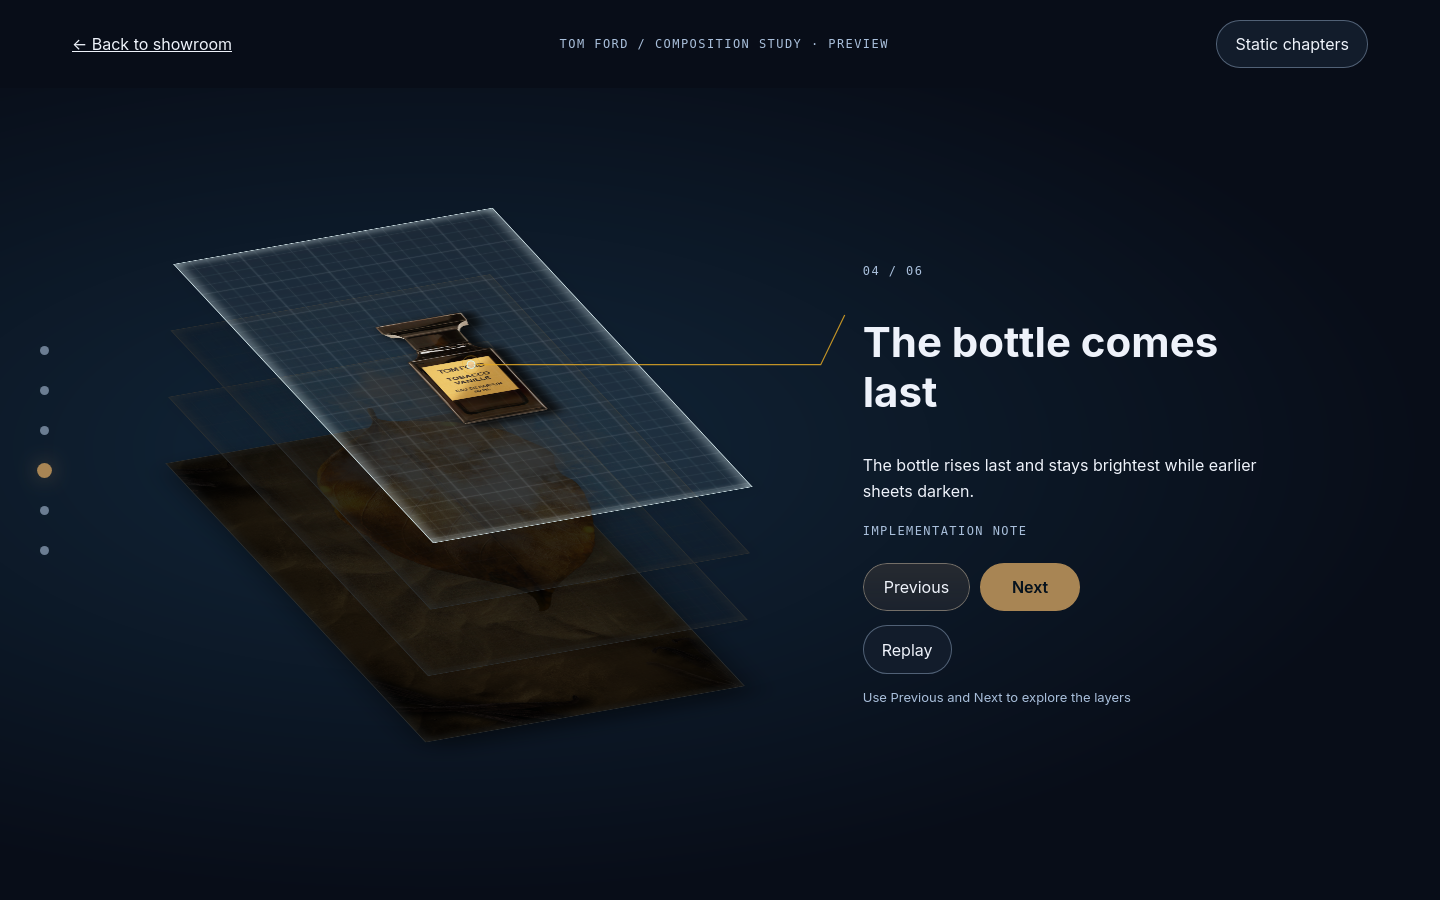 ← Back to showroom
TOM FORD / COMPOSITION STUDY · PREVIEW
Static chapters
04 / 06
The bottle comes
last
The bottle rises last and stays brightest while earlier
sheets darken.
IMPLEMENTATION NOTE
Previous
Next
Replay
Use Previous and Next to explore the layers
TOBACCO
VANILLE